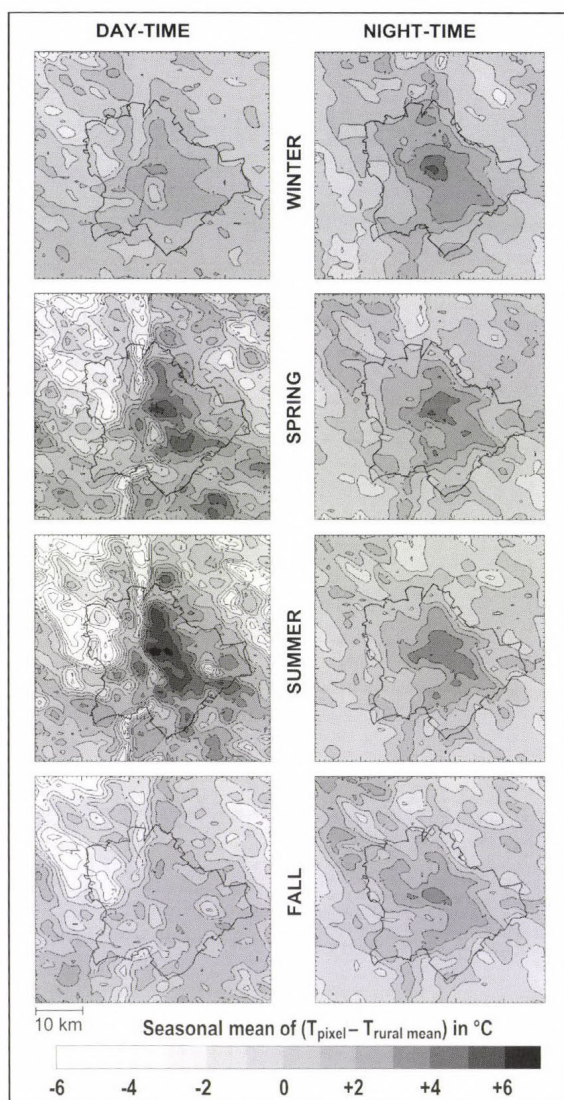 DAY-TIME NIGHT-TIME
WINTER
SPRING
SUMMER
FALL
10 km
Seasonal mean of (Tpixel – Trural mean) in °C
-6 -4 -2 0 +2 +4 +6